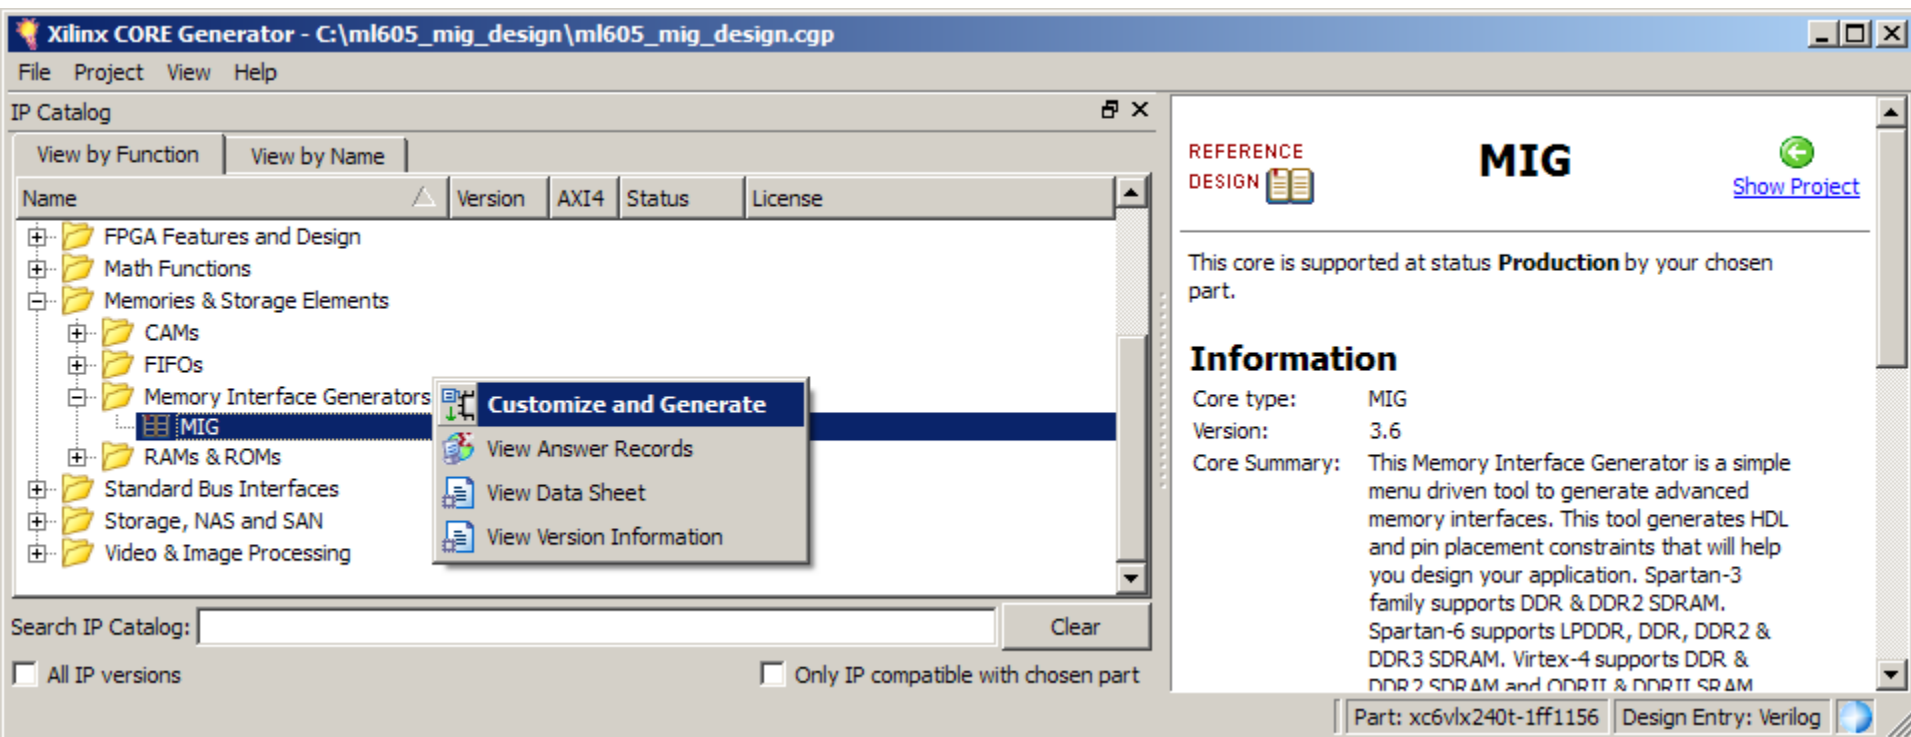 Xilinx CORE Generator - C:\ml605_mig_design\ml605_mig_design.cgp
File Project View Help
IP Catalog
View by Function View by Name
Name Version AXI4 Status License
FPGA Features and Design
Math Functions
Memories & Storage Elements
CAMs
FIFOs
Memory Interface Generators
MIG
RAMs & ROMs
Standard Bus Interfaces
Storage, NAS and SAN
Video & Image Processing
Customize and Generate
View Answer Records
View Data Sheet
View Version Information
Search IP Catalog: Clear
All IP versions Only IP compatible with chosen part
REFERENCE
DESIGN
MIG
Show Project
This core is supported at status Production by your chosen
part.
Information
Core type: MIG
Version: 3.6
Core Summary: This Memory Interface Generator is a simple
menu driven tool to generate advanced
memory interfaces. This tool generates HDL
and pin placement constraints that will help
you design your application. Spartan-3
family supports DDR & DDR2 SDRAM.
Spartan-6 supports LPDDR, DDR, DDR2 &
DDR3 SDRAM. Virtex-4 supports DDR &
DDR2 SDRAM and QDRII & DDRII SRAM
Part: xc6vlx240t-1ff1156 Design Entry: Verilog